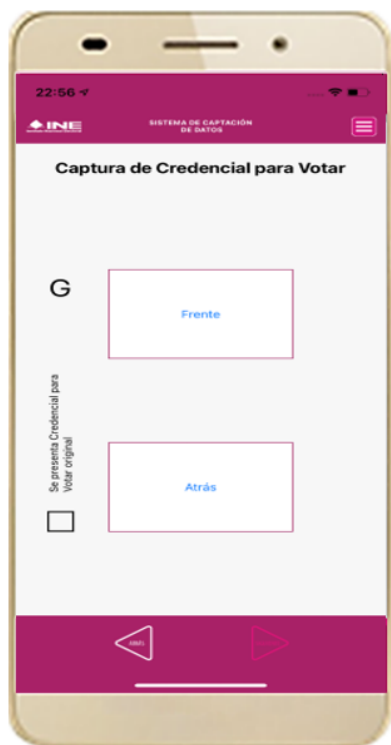 22:56
INE
SISTEMA DE CAPTACIÓN
DE DATOS
Captura de Credencial para Votar
G
Frente
Se presenta Credencial para
Votar original
Atrás